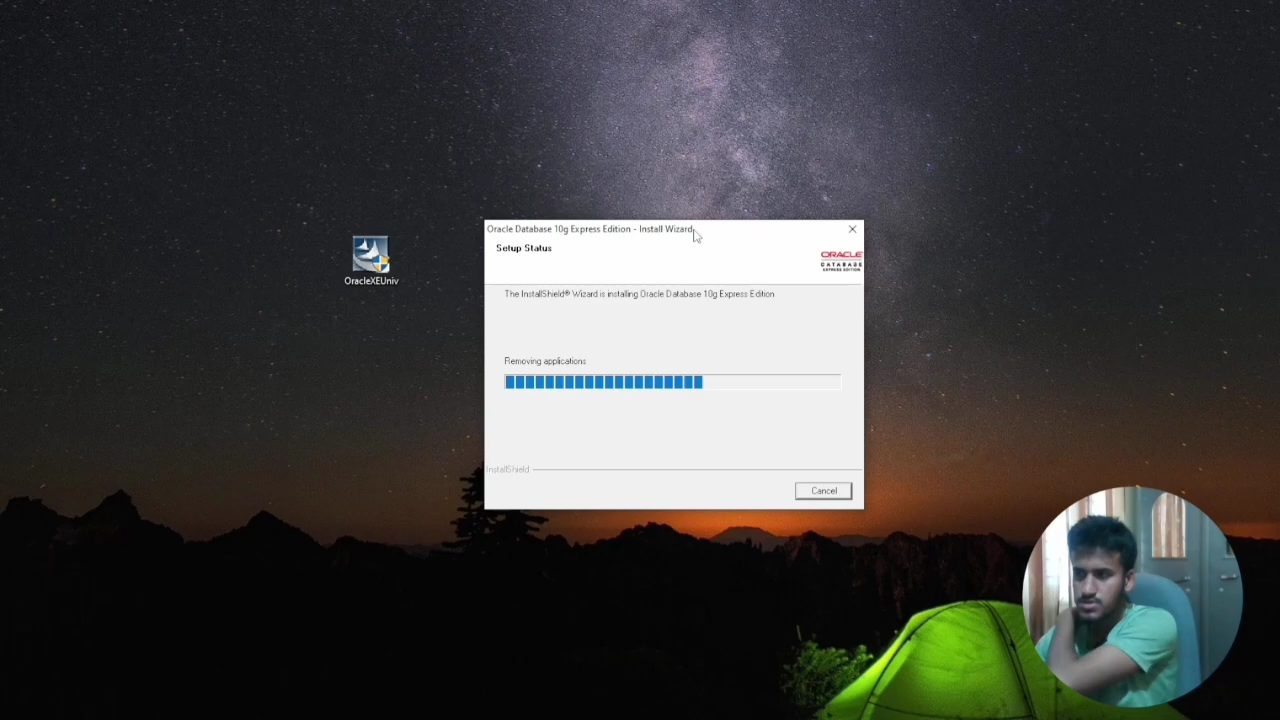 Oracle Database 10g Express Edition - Install Wizard
Setup Status
ORACLE
DATABASE
EXPRESS EDITION
OracleXEUniv
The InstallShield® Wizard is installing Oracle Database 10g Express Edition
Removing applications
InstallShield
Cancel